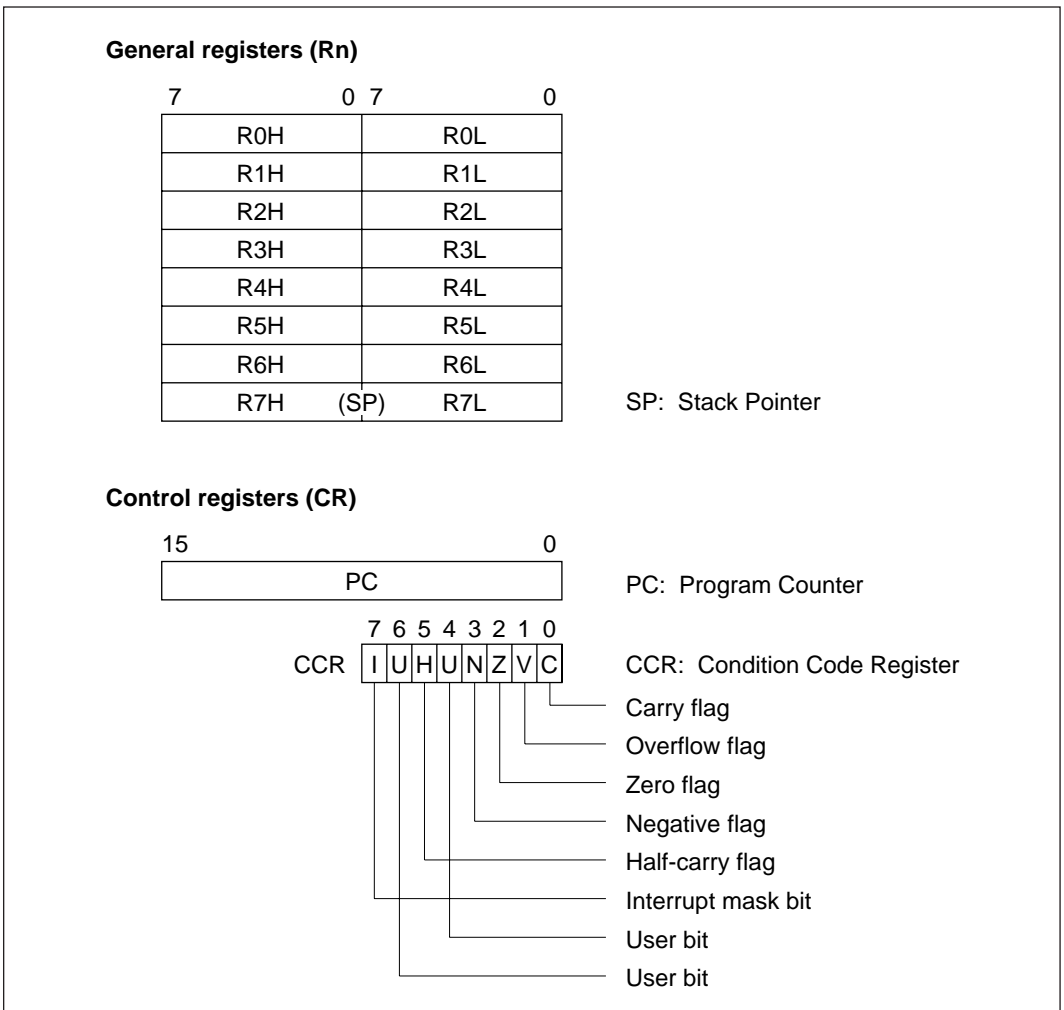 General registers (Rn)
7 0 7 0
R0H R0L
R1H R1L
R2H R2L
R3H R3L
R4H R4L
R5H R5L
R6H R6L
R7H (SP) R7L SP: Stack Pointer
Control registers (CR)
15 0
PC PC: Program Counter
7 6 5 4 3 2 1 0
CCR I U H U N Z V C CCR: Condition Code Register
Carry flag
Overflow flag
Zero flag
Negative flag
Half-carry flag
Interrupt mask bit
User bit
User bit